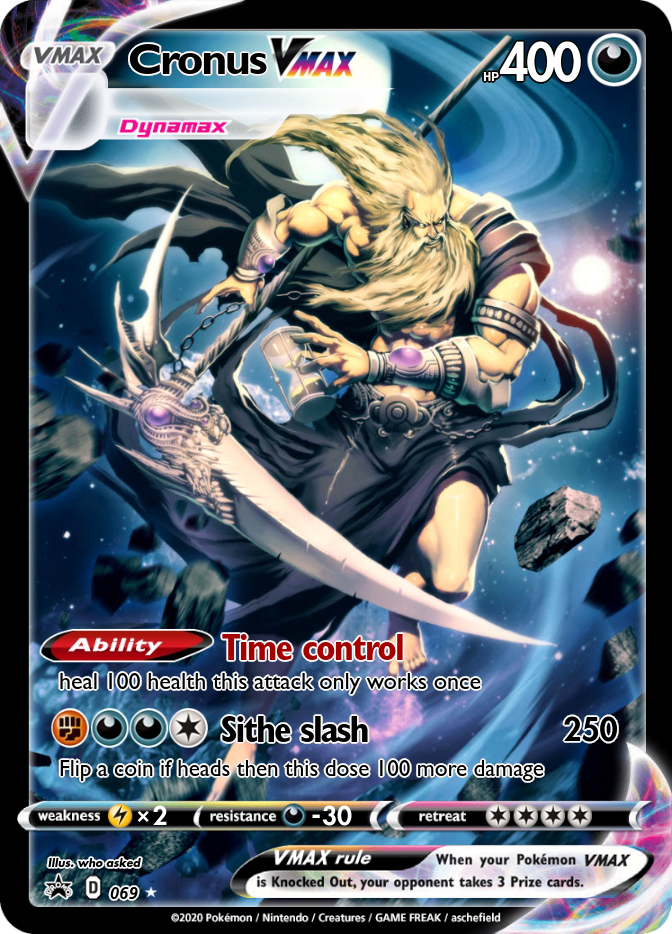 VMAX Cronus VMAX HP 400
Dynamax
Ability Time control
heal 100 health this attack only works once
Sithe slash 250
Flip a coin if heads then this dose 100 more damage
weakness ×2 resistance -30 retreat
Illus. who asked
VMAX rule When your Pokémon VMAX
is Knocked Out, your opponent takes 3 Prize cards.
PROMO D 069
©2020 Pokémon / Nintendo / Creatures / GAME FREAK / aschefield